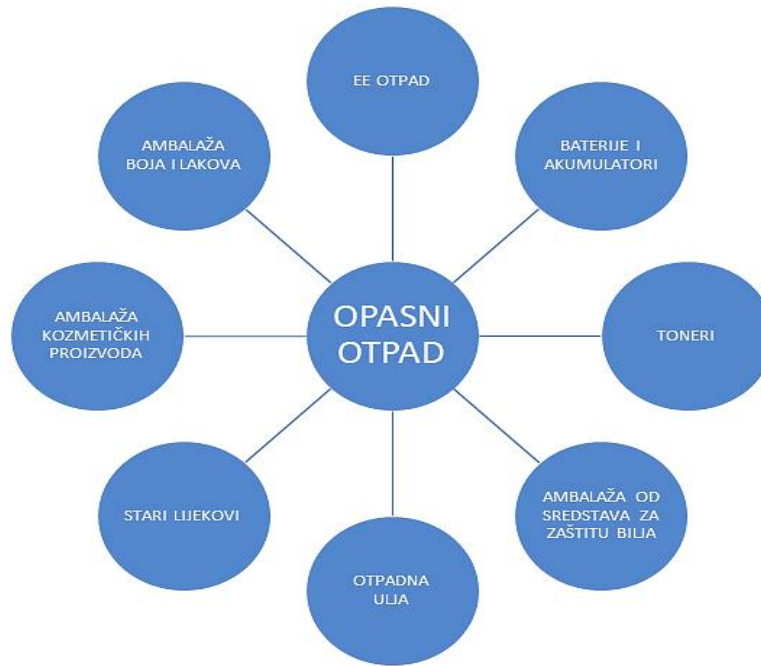 EE OTPAD
AMBALAŽA
BOJA I LAKOVA
BATERIJE I
AKUMULATORI
AMBALAŽA
KOZMETIČKIH
PROIZVODA
OPASNI
OTPAD
TONERI
STARI LIJEKOVI
AMBALAŽA OD
SREDSTAVA ZA
ZAŠTITU BILJA
OTPADNA
ULJA